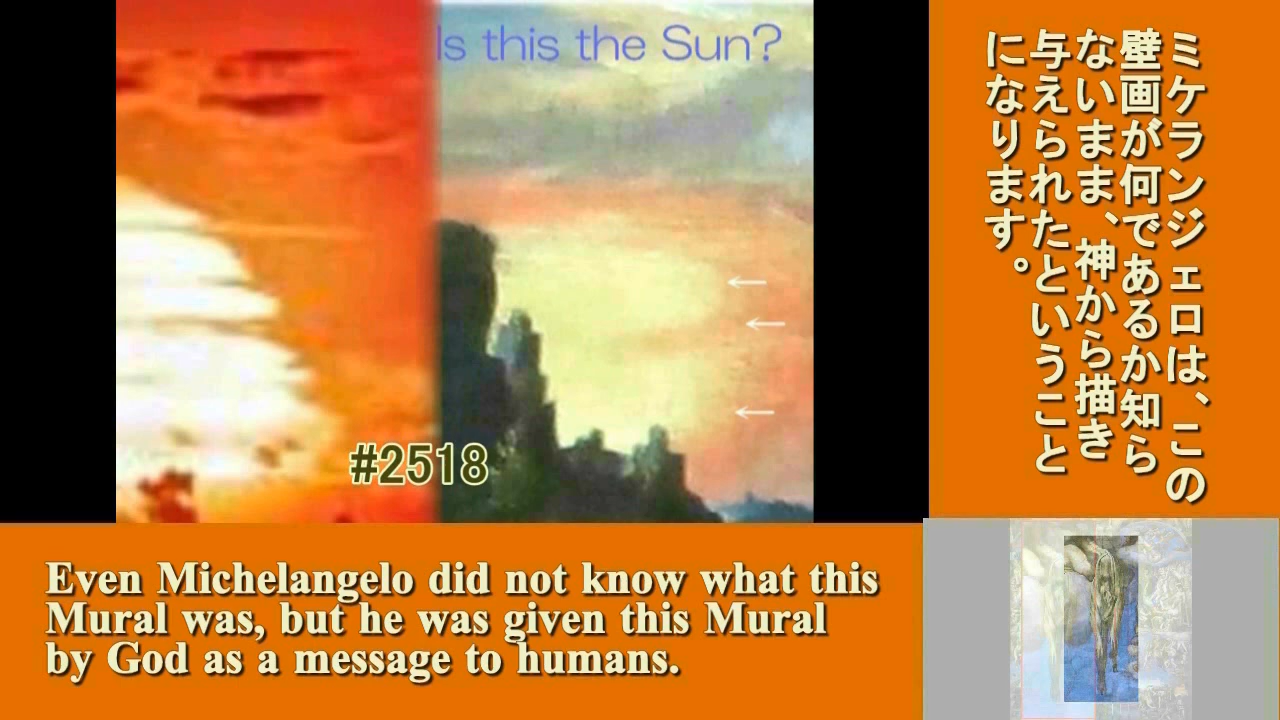 Is this the Sun?
#2518
ミケランジェロは、この
壁画が何であるか知ら
ないまま、神から描き
与えられたということ
になります。
Even Michelangelo did not know what this
Mural was, but he was given this Mural
by God as a message to humans.